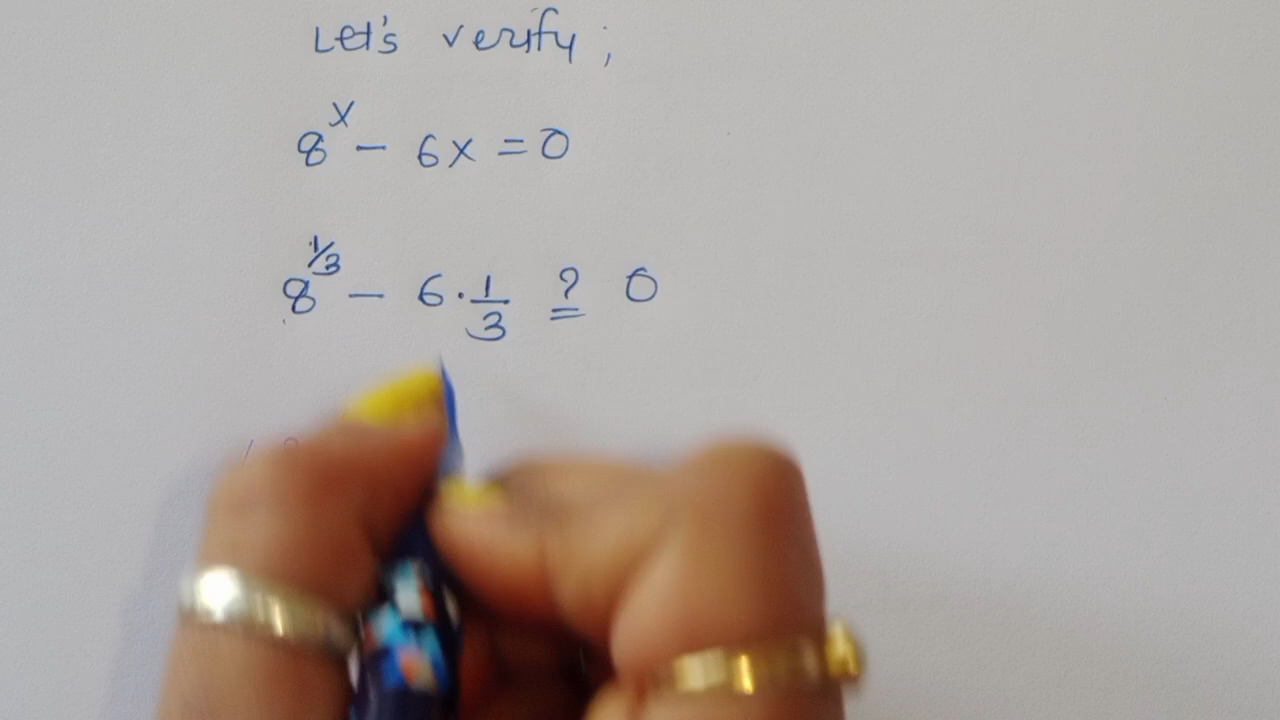 Let's verify;
8^x - 6x = 0
8^1/3 - 6·1/3 ≟ 0